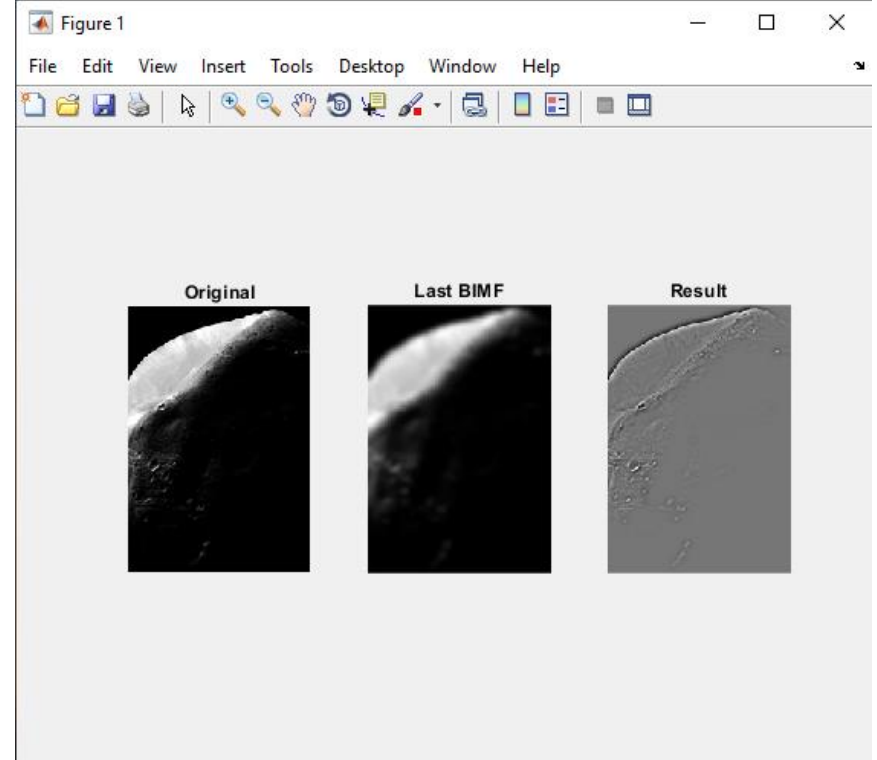 Figure 1
File Edit View Insert Tools Desktop Window Help
Original Last BIMF Result